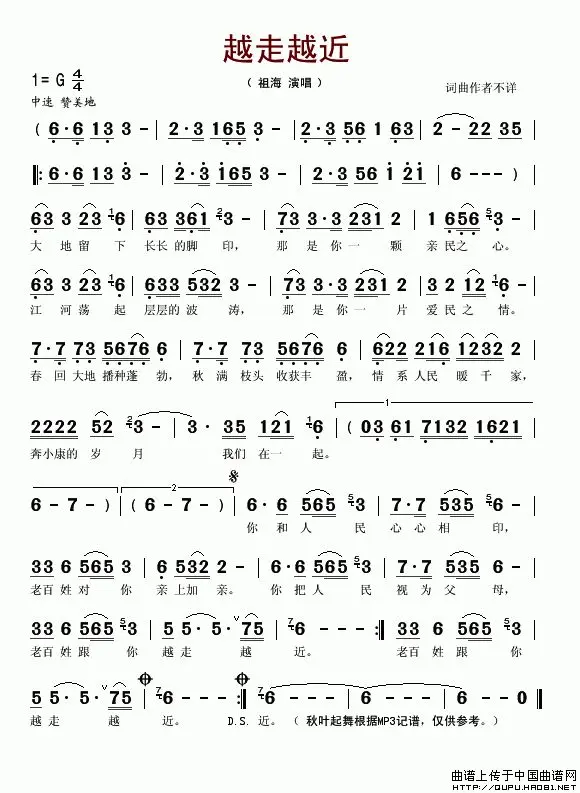 越走越近
1=G 4/4
（ 祖海 演唱 ）
词曲作者不详
中速 赞美地
( 6·6 13 3 - | 2·3 165 3 - | 2·3 56 1 63 | 2 - 22 35 |
‖: 6·6 13 3 - | 2·3 165 3 - | 2·3 56 1 21 | 6 - - - ) |
63 3 23 6 | 63 361 3 - | 73 3·3 231 2 | 1 656 3 - |
大 地 留 下 长长 的脚 印， 那 是 你 一 颗 亲 民之 心。
63 3 23 6 | 633 532 3 - | 73 3·3 231 2 | 3 2 12 6 - |
江 河 荡 起 层层的 波 涛， 那 是 你 一 片 爱 民 之 情。
7·7 73 5676 6 | 7·7 73 5676 6 | 622 216 1232 2 |
春 回 大地 播种蓬 勃， 秋 满 枝头 收获丰 盈， 情 系 人民 暖 千 家，
2222 52 3 - | 3· 35 121 6 | ( 03 61 7132 1621 |
奔小康的 岁 月 我们 在 一 起。
1
6 - 7 - ) | ( 6 - 7 - ) | 6·6 565 3 | 7·7 535 6 |
2
你 和 人 民 心 心 相 印，
33 6 565 3 | 6 532 2 - | 6·6 565 3 | 7·7 535 6 |
老百 姓 对 你 亲 上加 亲。 你 把 人 民 视 为 父 母，
33 6 565 3 | 5 5· 5· 75 | 6 - - - :‖ 33 6 565 3 |
老百 姓 跟 你 越 走 越 近。 老百 姓 跟 你
5 5· 5· 75 | 6 - - :‖ 6 - - - | 6 - - - | 6 - - 0 ‖
越 走 越 近。 D.S. 近。 （ 秋叶起舞根据MP3记谱，仅供参考。）
曲谱上传于中国曲谱网
HTTP://QUPU.HAO81.NET